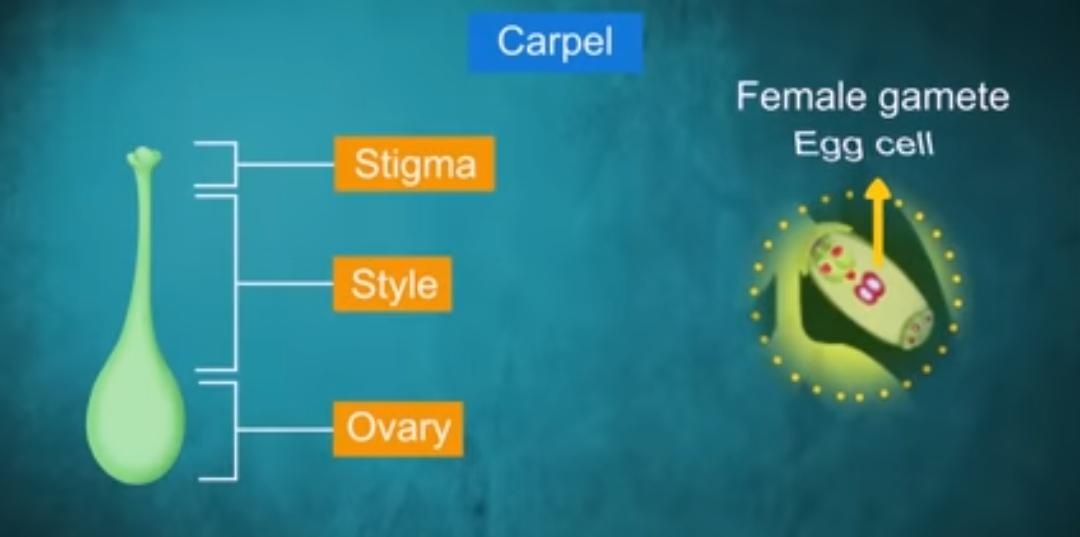 Carpel
Stigma
Style
Ovary
Female gamete
Egg cell